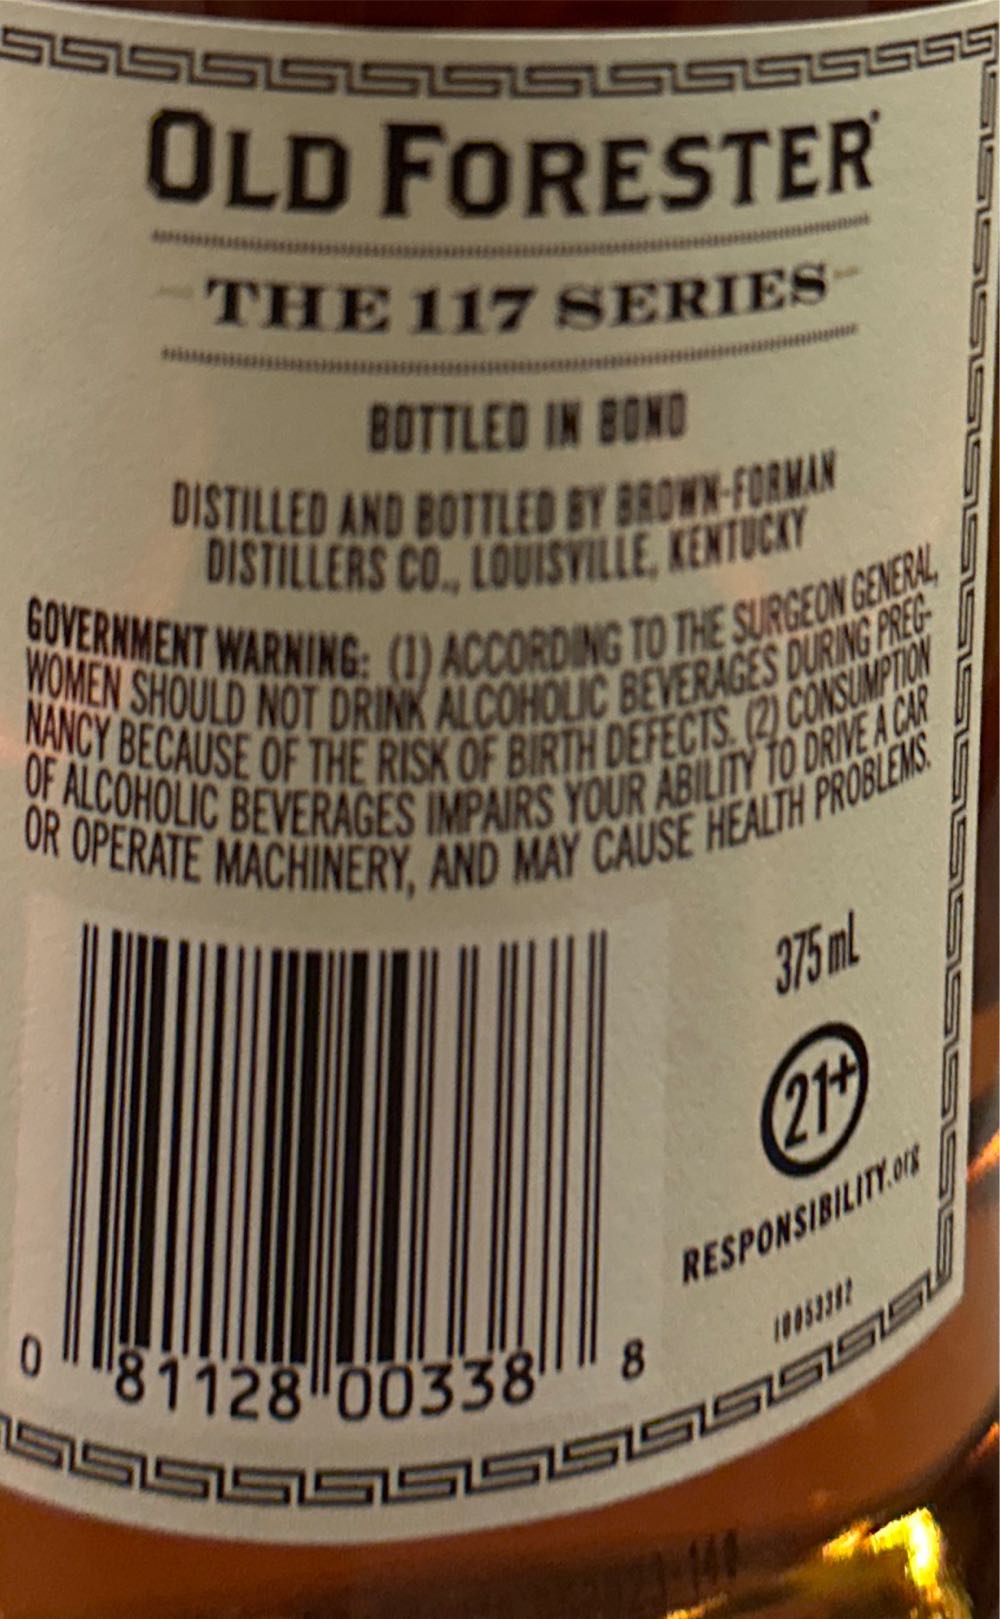 OLD FORESTER®
THE 117 SERIES
BOTTLED IN BOND
DISTILLED AND BOTTLED BY BROWN-FORMAN
DISTILLERS CO., LOUISVILLE, KENTUCKY
GOVERNMENT WARNING: (1) ACCORDING TO THE SURGEON GENERAL,
WOMEN SHOULD NOT DRINK ALCOHOLIC BEVERAGES DURING PREG-
NANCY BECAUSE OF THE RISK OF BIRTH DEFECTS. (2) CONSUMPTION
OF ALCOHOLIC BEVERAGES IMPAIRS YOUR ABILITY TO DRIVE A CAR
OR OPERATE MACHINERY, AND MAY CAUSE HEALTH PROBLEMS.
375 mL
21+
RESPONSIBILITY.org
10053382
0 81128 00338 8